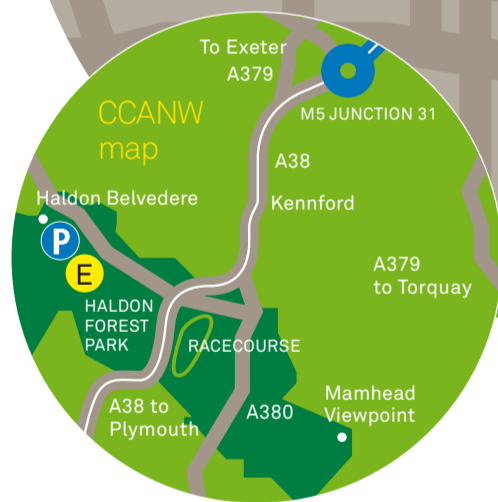 To Exeter
A379
M5 JUNCTION 31
CCANW
map
A38
Kennford
Haldon Belvedere
P
E
A379
to Torquay
HALDON
FOREST
PARK
RACECOURSE
A38 to
Plymouth
A380
Mamhead
Viewpoint